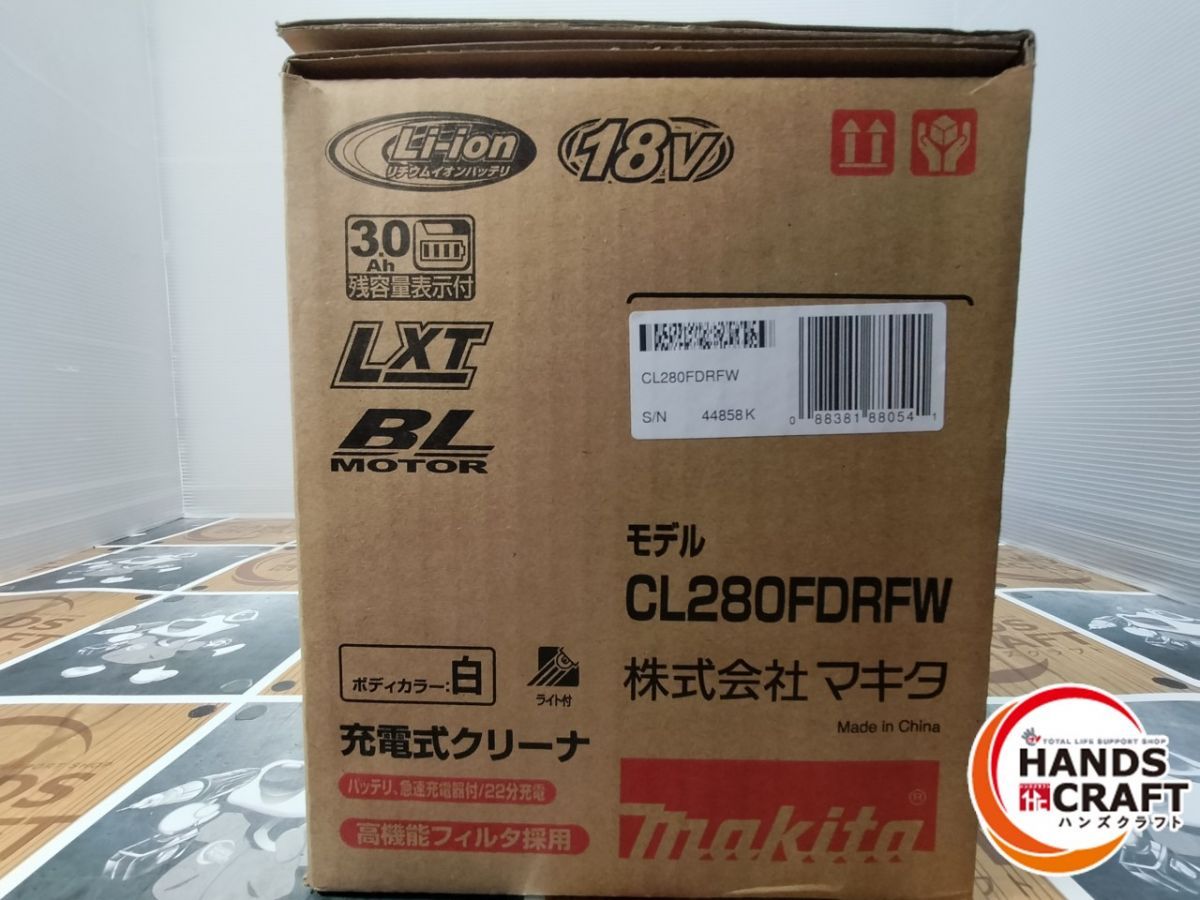 Li-ion
リチウムイオンバッテリ
18V
3.0
Ah
残容量表示付
LXT
BL
MOTOR
CL280FDRFW
S/N 44858K
0 88381 88054 1
モデル
CL280FDRFW
株式会社マキタ
Made in China
ボディカラー:白
ライト付
充電式クリーナ
バッテリ、急速充電器付/22分充電
高機能フィルタ採用
makita®
TOTAL LIFE SUPPORT SHOP
HANDS
CRAFT
ハンズクラフト